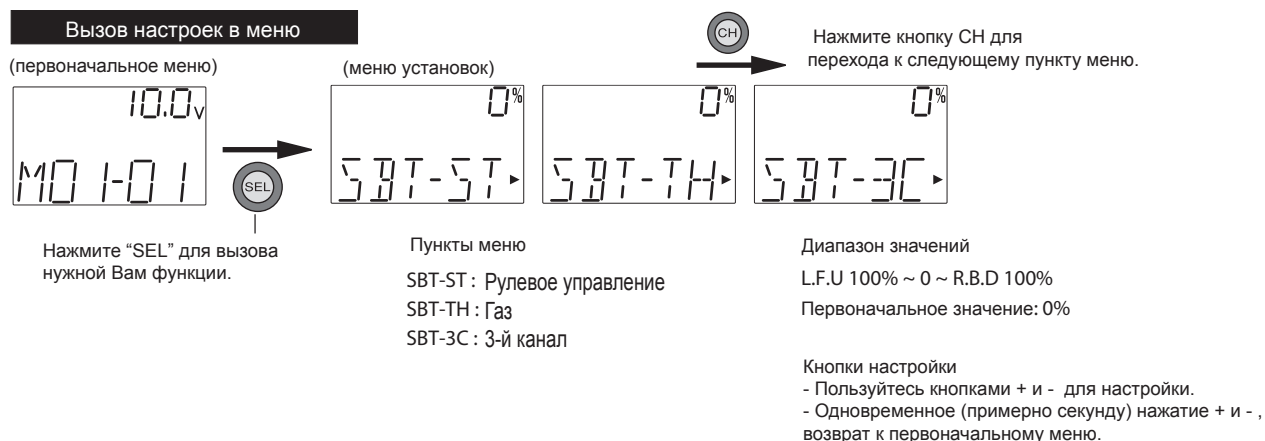 Вызов настроек в меню
(первоначальное меню)
10.0V
M01-01
SEL
Нажмите “SEL” для вызова
нужной Вам функции.
(меню установок)
0%
SBT-ST
0%
SBT-TH
0%
SBT-3C
CH
Нажмите кнопку CH для
перехода к следующему пункту меню.
Пункты меню
SBT-ST : Рулевое управление
SBT-TH : Газ
SBT-3C : 3-й канал
Диапазон значений
L.F.U 100% ~ 0 ~ R.B.D 100%
Первоначальное значение: 0%
Кнопки настройки
- Пользуйтесь кнопками + и - для настройки.
- Одновременное (примерно секунду) нажатие + и - ,
возврат к первоначальному меню.